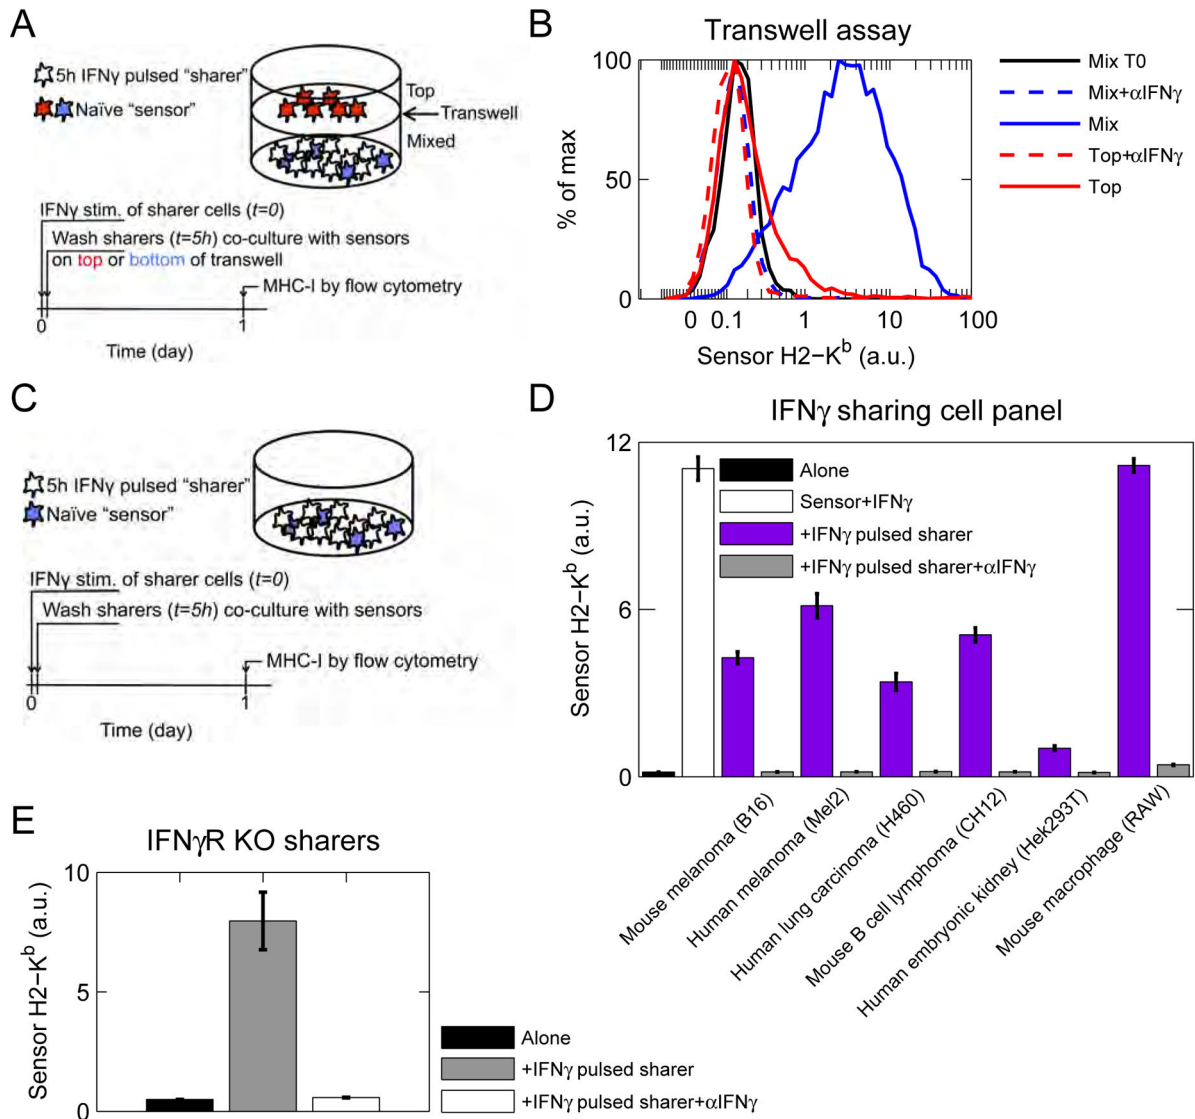 A
5h IFNγ pulsed “sharer”
Naïve “sensor”
Top
Transwell
Mixed
IFNγ stim. of sharer cells (t=0)
Wash sharers (t=5h) co-culture with sensors
on top or bottom of transwell
MHC-I by flow cytometry
0
1
Time (day)
B
Transwell assay
% of max
100
50
0
0 0.1 1 10 100
Sensor H2−Kᵇ (a.u.)
Mix T0
Mix+αIFNγ
Mix
Top+αIFNγ
Top
C
5h IFNγ pulsed “sharer”
Naïve “sensor”
IFNγ stim. of sharer cells (t=0)
Wash sharers (t=5h) co-culture with sensors
MHC-I by flow cytometry
0
1
Time (day)
D
IFNγ sharing cell panel
Sensor H2−Kᵇ (a.u.)
12
6
0
Alone
Sensor+IFNγ
+IFNγ pulsed sharer
+IFNγ pulsed sharer+αIFNγ
Mouse melanoma (B16)
Human melanoma (Mel2)
Human lung carcinoma (H460)
Mouse B cell lymphoma (CH12)
Human embryonic kidney (Hek293T)
Mouse macrophage (RAW)
E
IFNγR KO sharers
Sensor H2−Kᵇ (a.u.)
10
5
0
Alone
+IFNγ pulsed sharer
+IFNγ pulsed sharer+αIFNγ